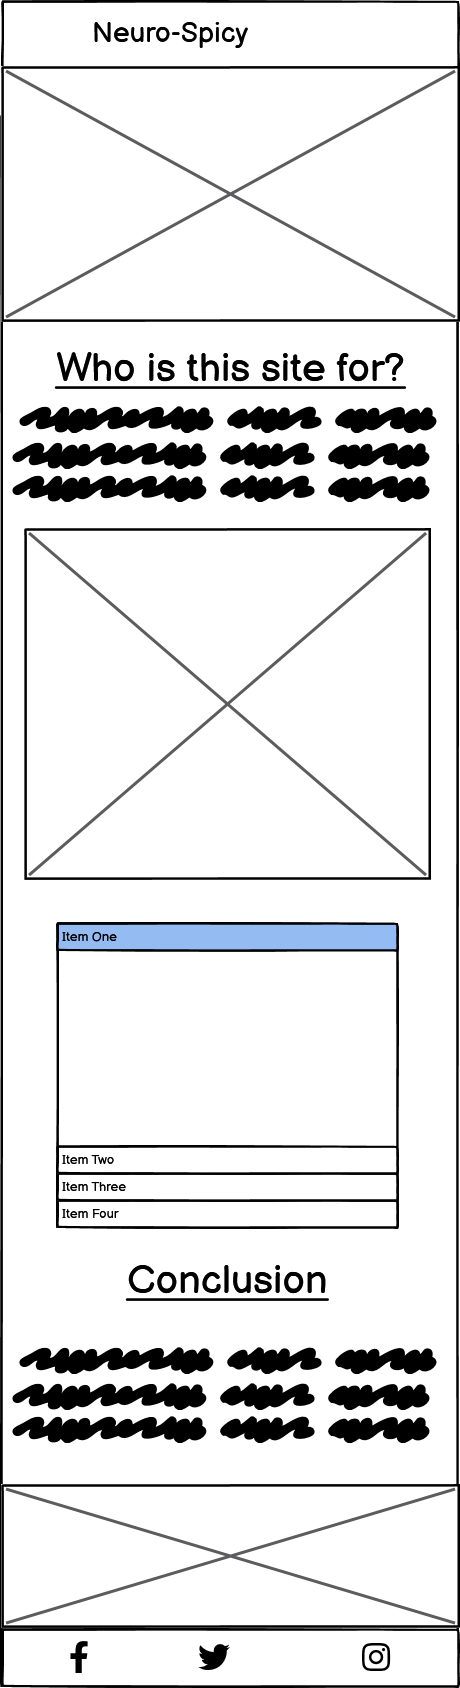 Neuro-Spicy
Who is this site for?
Item One
Item Two
Item Three
Item Four
Conclusion